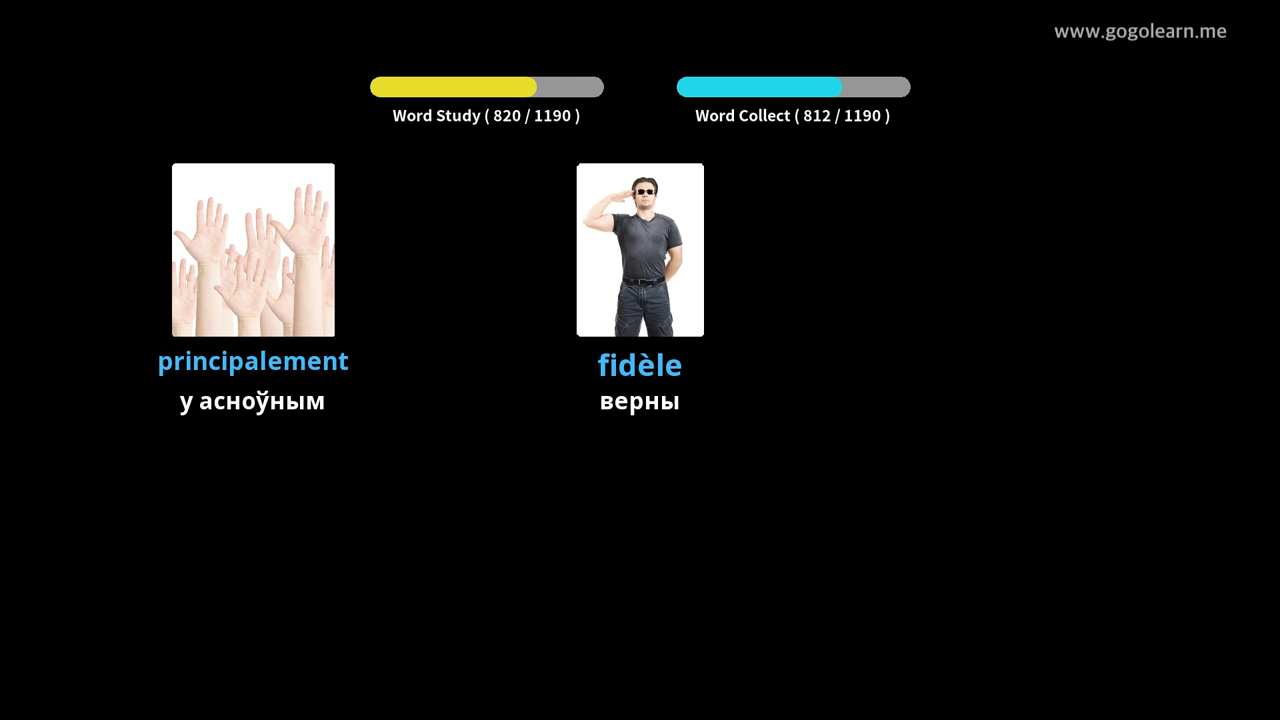 www.gogolearn.me
Word Study ( 820 / 1190 )
Word Collect ( 812 / 1190 )
principalement
у асноўным
fidèle
верны